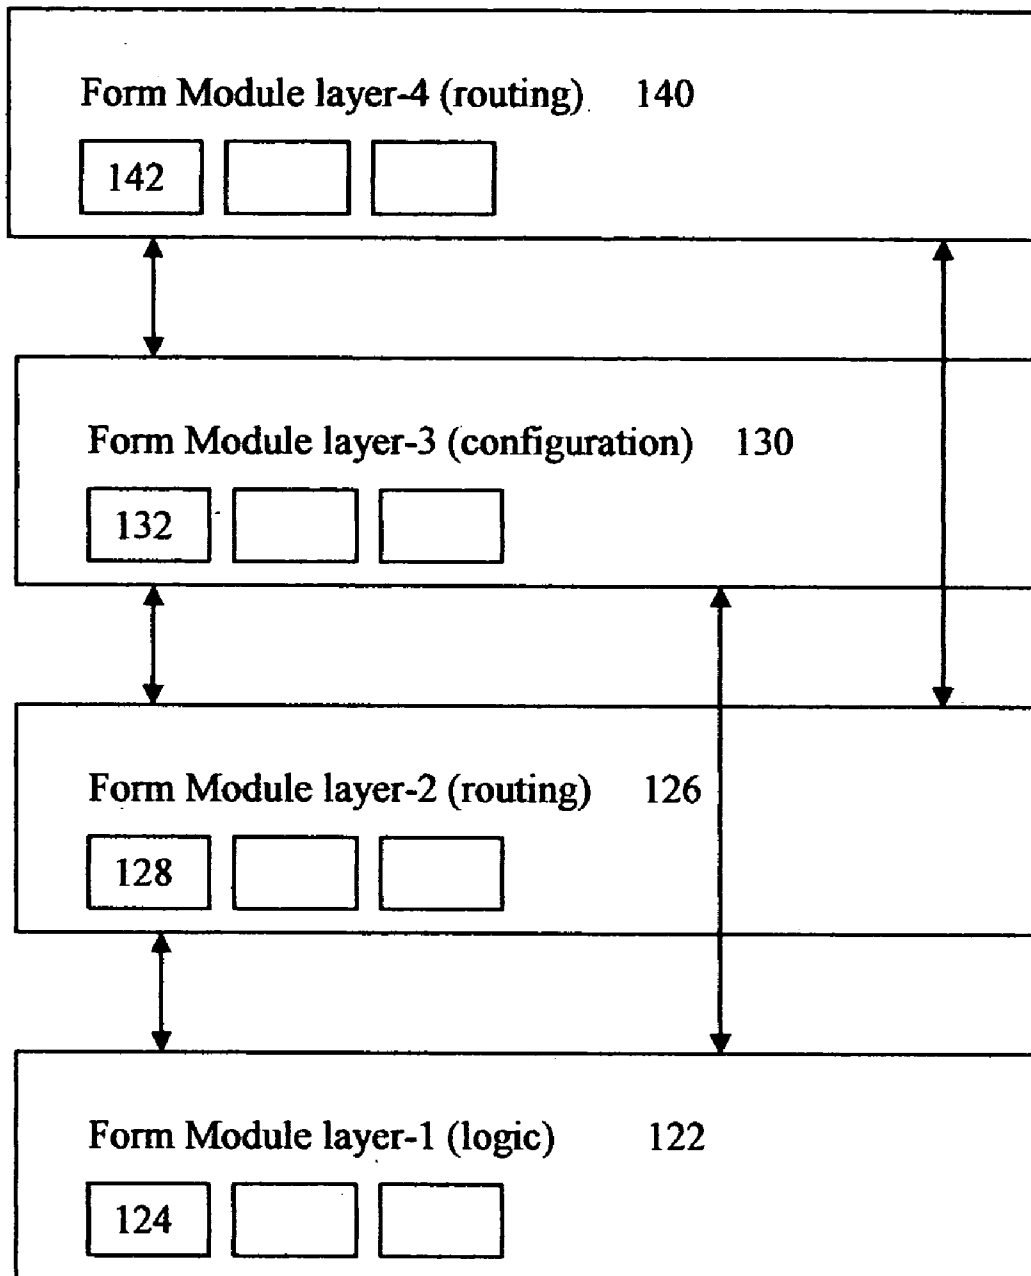 Form Module layer-4 (routing) 140
142
Form Module layer-3 (configuration) 130
132
Form Module layer-2 (routing) 126
128
Form Module layer-1 (logic) 122
124